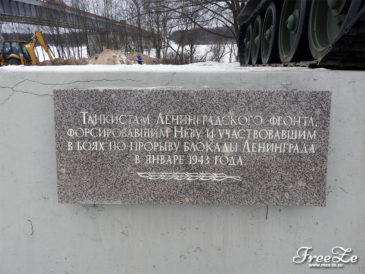 Танкистам Ленинградского фронта,
форсировавшим Неву и участвовавшим
в боях по прорыву блокады Ленинграда
в январе 1943 года.
FreeZe